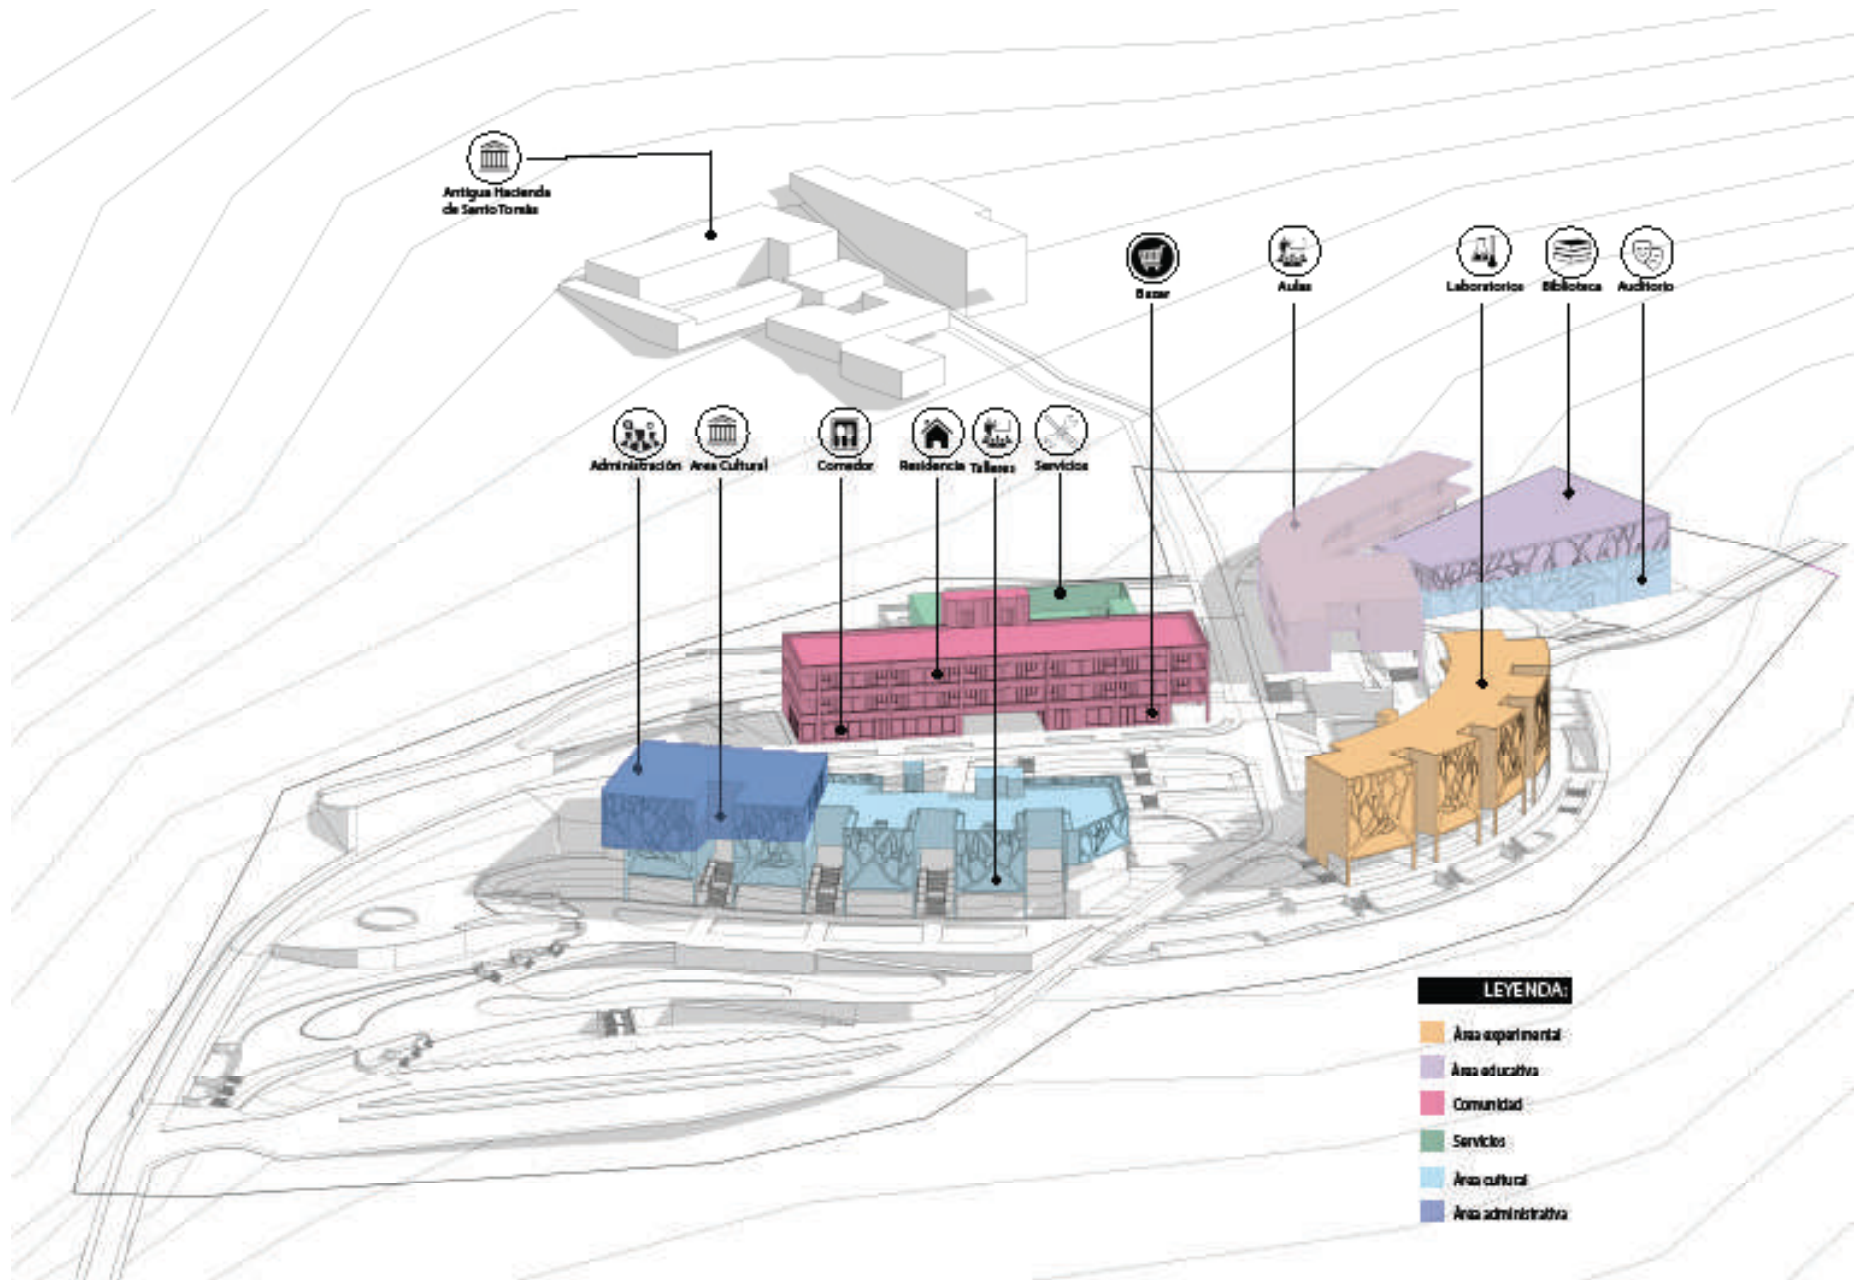 Antigua Hacienda
de Santo Tomás
Bazar
Aulas
Laboratorios
Biblioteca
Auditorio
Administración
Area Cultural
Comedor
Residencia
Talleres
Servicios
LEYENDA:
Área experimental
Área educativa
Comunidad
Servicios
Área cultural
Área administrativa